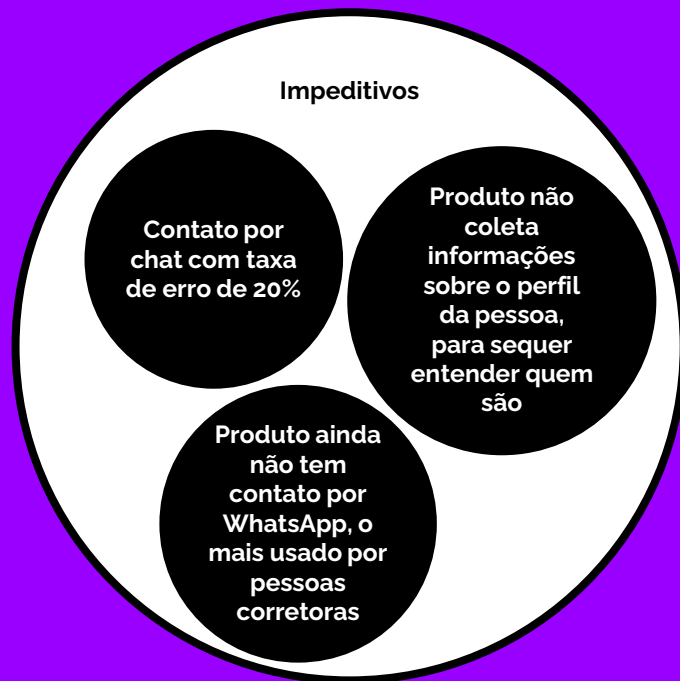 Impeditivos
Contato por
chat com taxa
de erro de 20%
Produto não
coleta
informações
sobre o perfil
da pessoa,
para sequer
entender quem
são
Produto ainda
não tem
contato por
WhatsApp, o
mais usado por
pessoas
corretoras